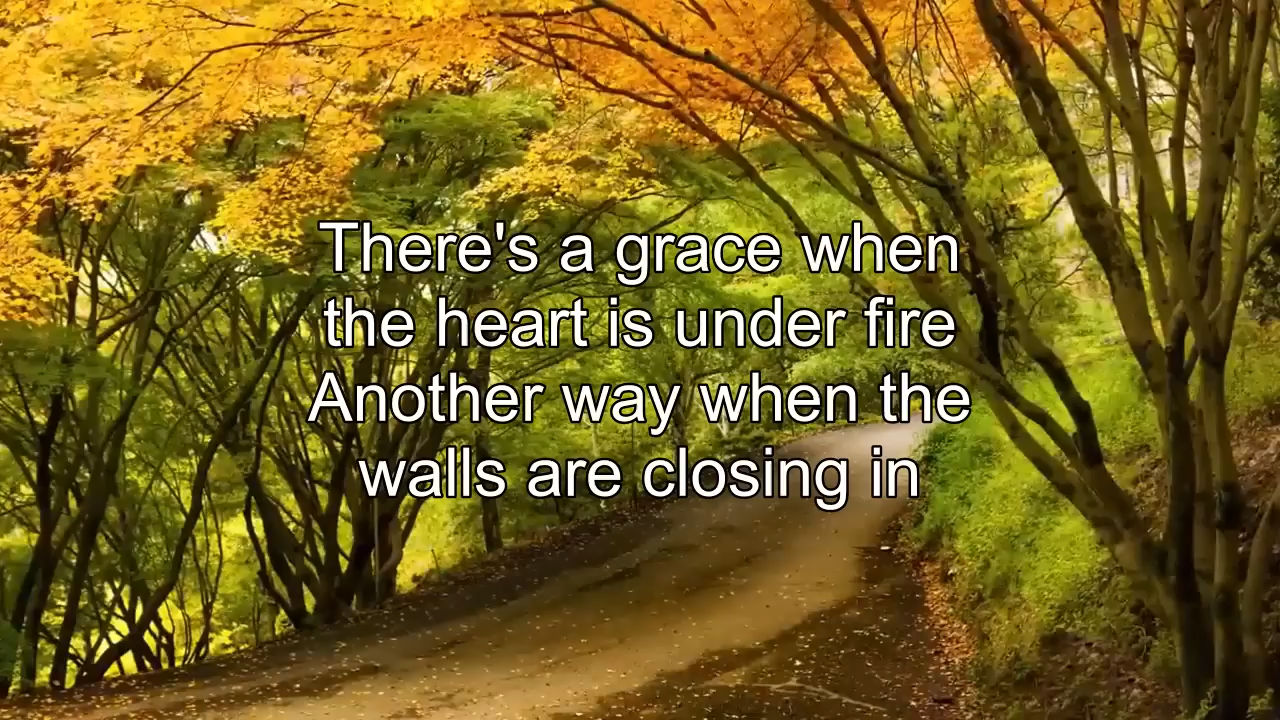 There's a grace when
the heart is under fire
Another way when the
walls are closing in